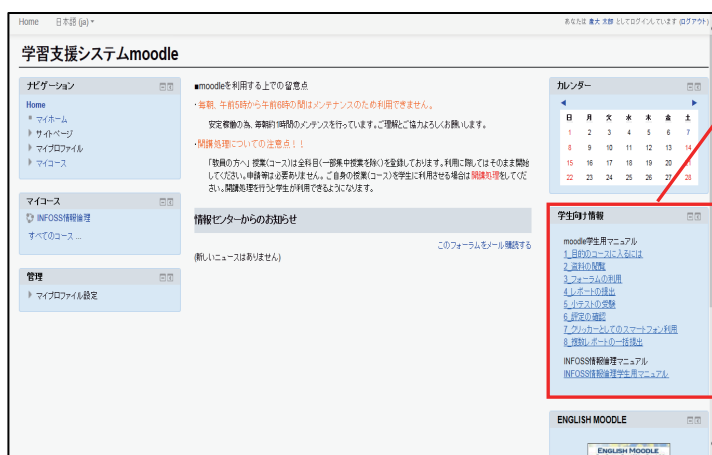 Home 日本語 (ja)
あなたは 農大 太郎 としてログインしています (ログアウト)
学習支援システムmoodle
ナビゲーション
Home
マイホーム
サイトページ
マイプロファイル
マイコース
マイコース
INFOSS情報倫理
すべてのコース ...
管理
マイプロファイル設定
■moodleを利用する上での留意点
・毎朝、午前5時から午前6時の間はメンテナンスのため利用できません。
安定稼働の為、毎朝約1時間のメンテンスを行っています。ご理解とご協力よろしくお願いします。
・開講処理についての注意点！！
「教員の方へ」授業(コース)は全科目(一部集中授業を除く)を登録しております。利用に際してはそのまま開始
してください。申請等は必要ありません。ご自身の授業(コース)を学生に利用させる場合は開講処理をしてくだ
さい。開講処理を行うと学生が利用できるようになります。
情報センターからのお知らせ
このフォーラムをメール購読する
(新しいニュースはありません)
カレンダー
日 月 火 水 木 金 土
1 2 3 4 5 6 7
8 9 10 11 12 13 14
15 16 17 18 19 20 21
22 23 24 25 26 27 28
学生向け情報
moodle学生用マニュアル
1_目的のコースに入るには
2_資料の閲覧
3_フォーラムの利用
4_レポートの提出
5_小テストの受験
6_評定の確認
7_クリッカーとしてのスマートフォン利用
8_複数レポートの一括提出
INFOSS情報倫理マニュアル
INFOSS情報倫理学生用マニュアル
ENGLISH MOODLE
ENGLISH MOODLE